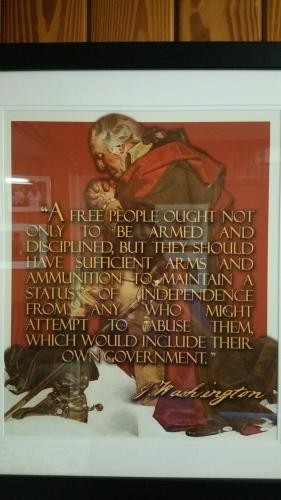 "A FREE PEOPLE OUGHT NOT
ONLY TO BE ARMED AND
DISCIPLINED, BUT THEY SHOULD
HAVE SUFFICIENT ARMS AND
AMMUNITION TO MAINTAIN A
STATUS OF INDEPENDENCE
FROM ANY WHO MIGHT
ATTEMPT TO ABUSE THEM,
WHICH WOULD INCLUDE THEIR
OWN GOVERNMENT."
G. Washington